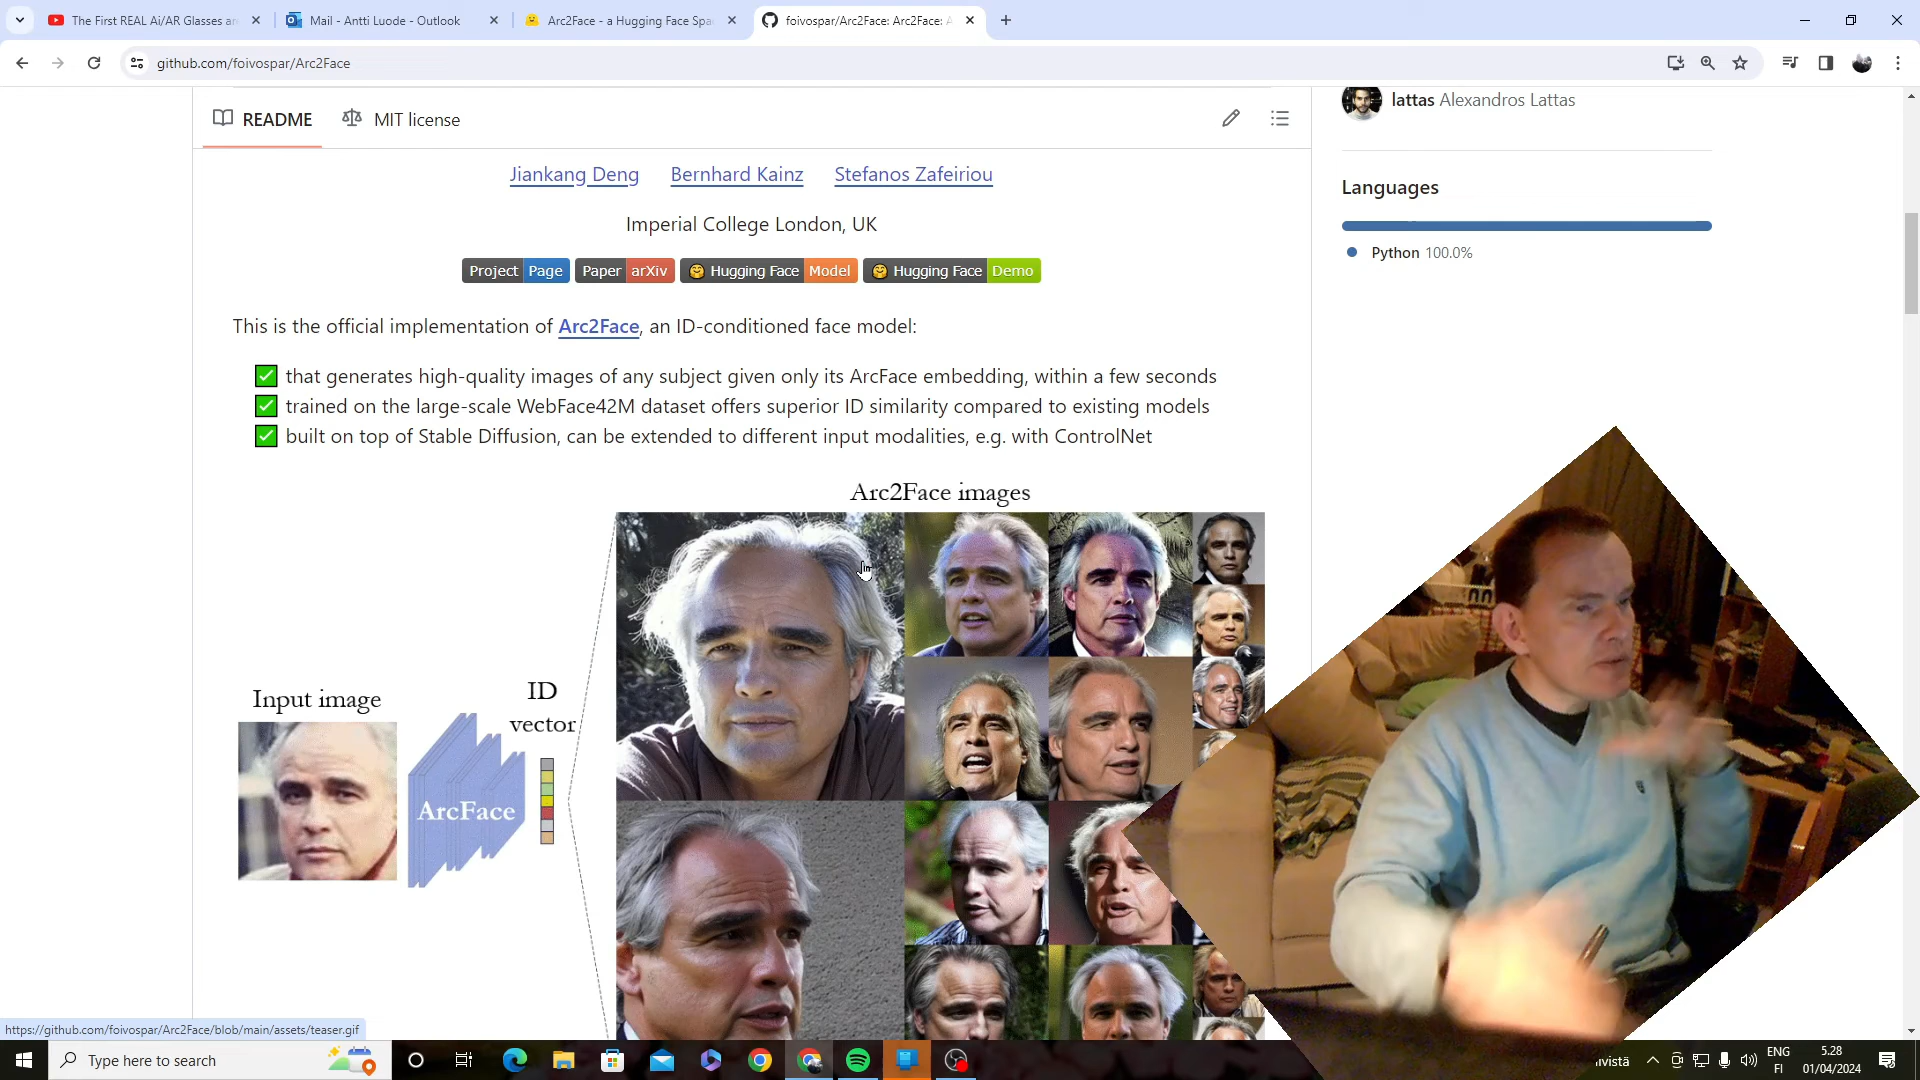 The First REAL Ai/AR Glasses ar
Mail - Antti Luode - Outlook
Arc2Face - a Hugging Face Spa
foivospar/Arc2Face: Arc2Face: A
github.com/foivospar/Arc2Face
README
MIT license
lattas Alexandros Lattas
Jiankang Deng Bernhard Kainz Stefanos Zafeiriou
Languages
Imperial College London, UK
Python 100.0%
Project Page Paper arXiv Hugging Face Model Hugging Face Demo
This is the official implementation of Arc2Face, an ID-conditioned face model:
that generates high-quality images of any subject given only its ArcFace embedding, within a few seconds
trained on the large-scale WebFace42M dataset offers superior ID similarity compared to existing models
built on top of Stable Diffusion, can be extended to different input modalities, e.g. with ControlNet
Arc2Face images
Input image
ID
vector
ArcFace
https://github.com/foivospar/Arc2Face/blob/main/assets/teaser.gif
Type here to search
ivistä
ENG
FI
5.28
01/04/2024